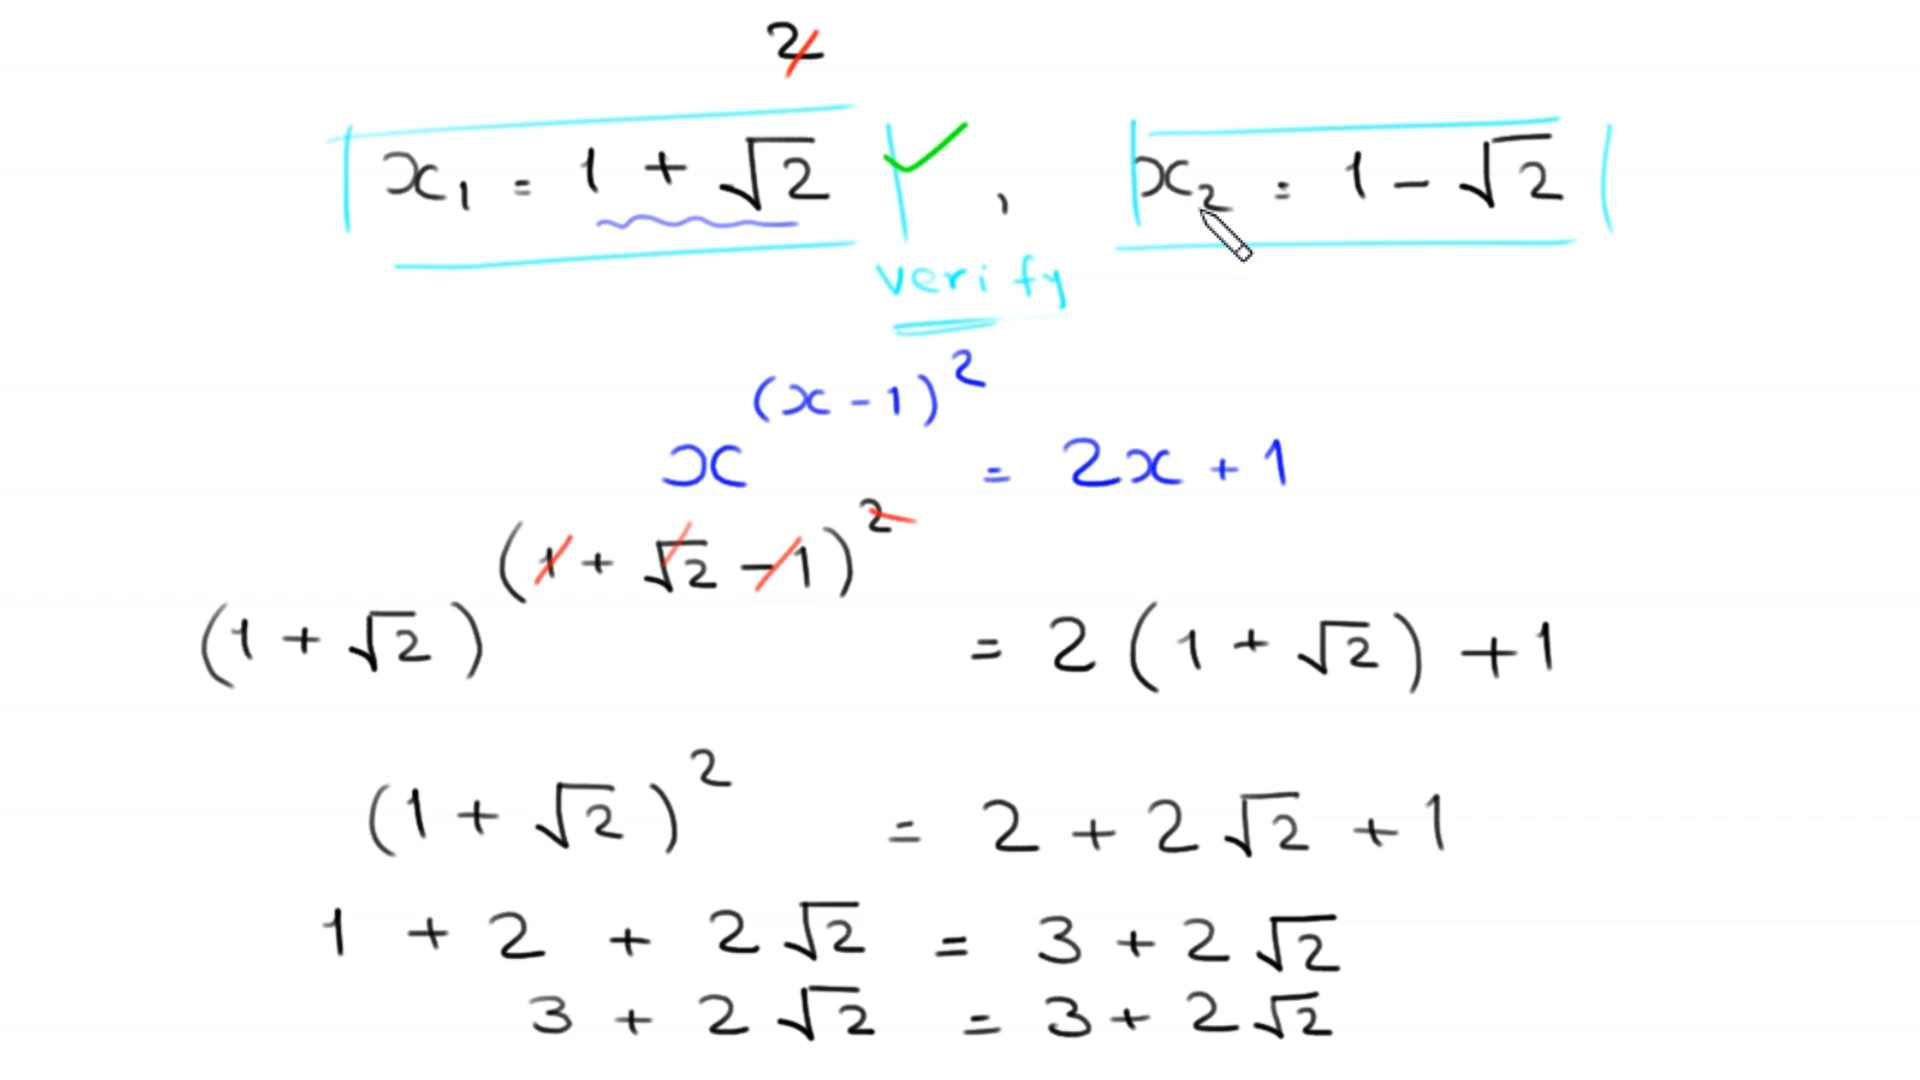 2
x₁ = 1 + √2 , x₂ = 1 - √2
verify
x^(x-1)^2 = 2x + 1
(1 + √2)^(1 + √2 - 1)^2 = 2(1 + √2) + 1
(1 + √2)^2 = 2 + 2√2 + 1
1 + 2 + 2√2 = 3 + 2√2
3 + 2√2 = 3 + 2√2